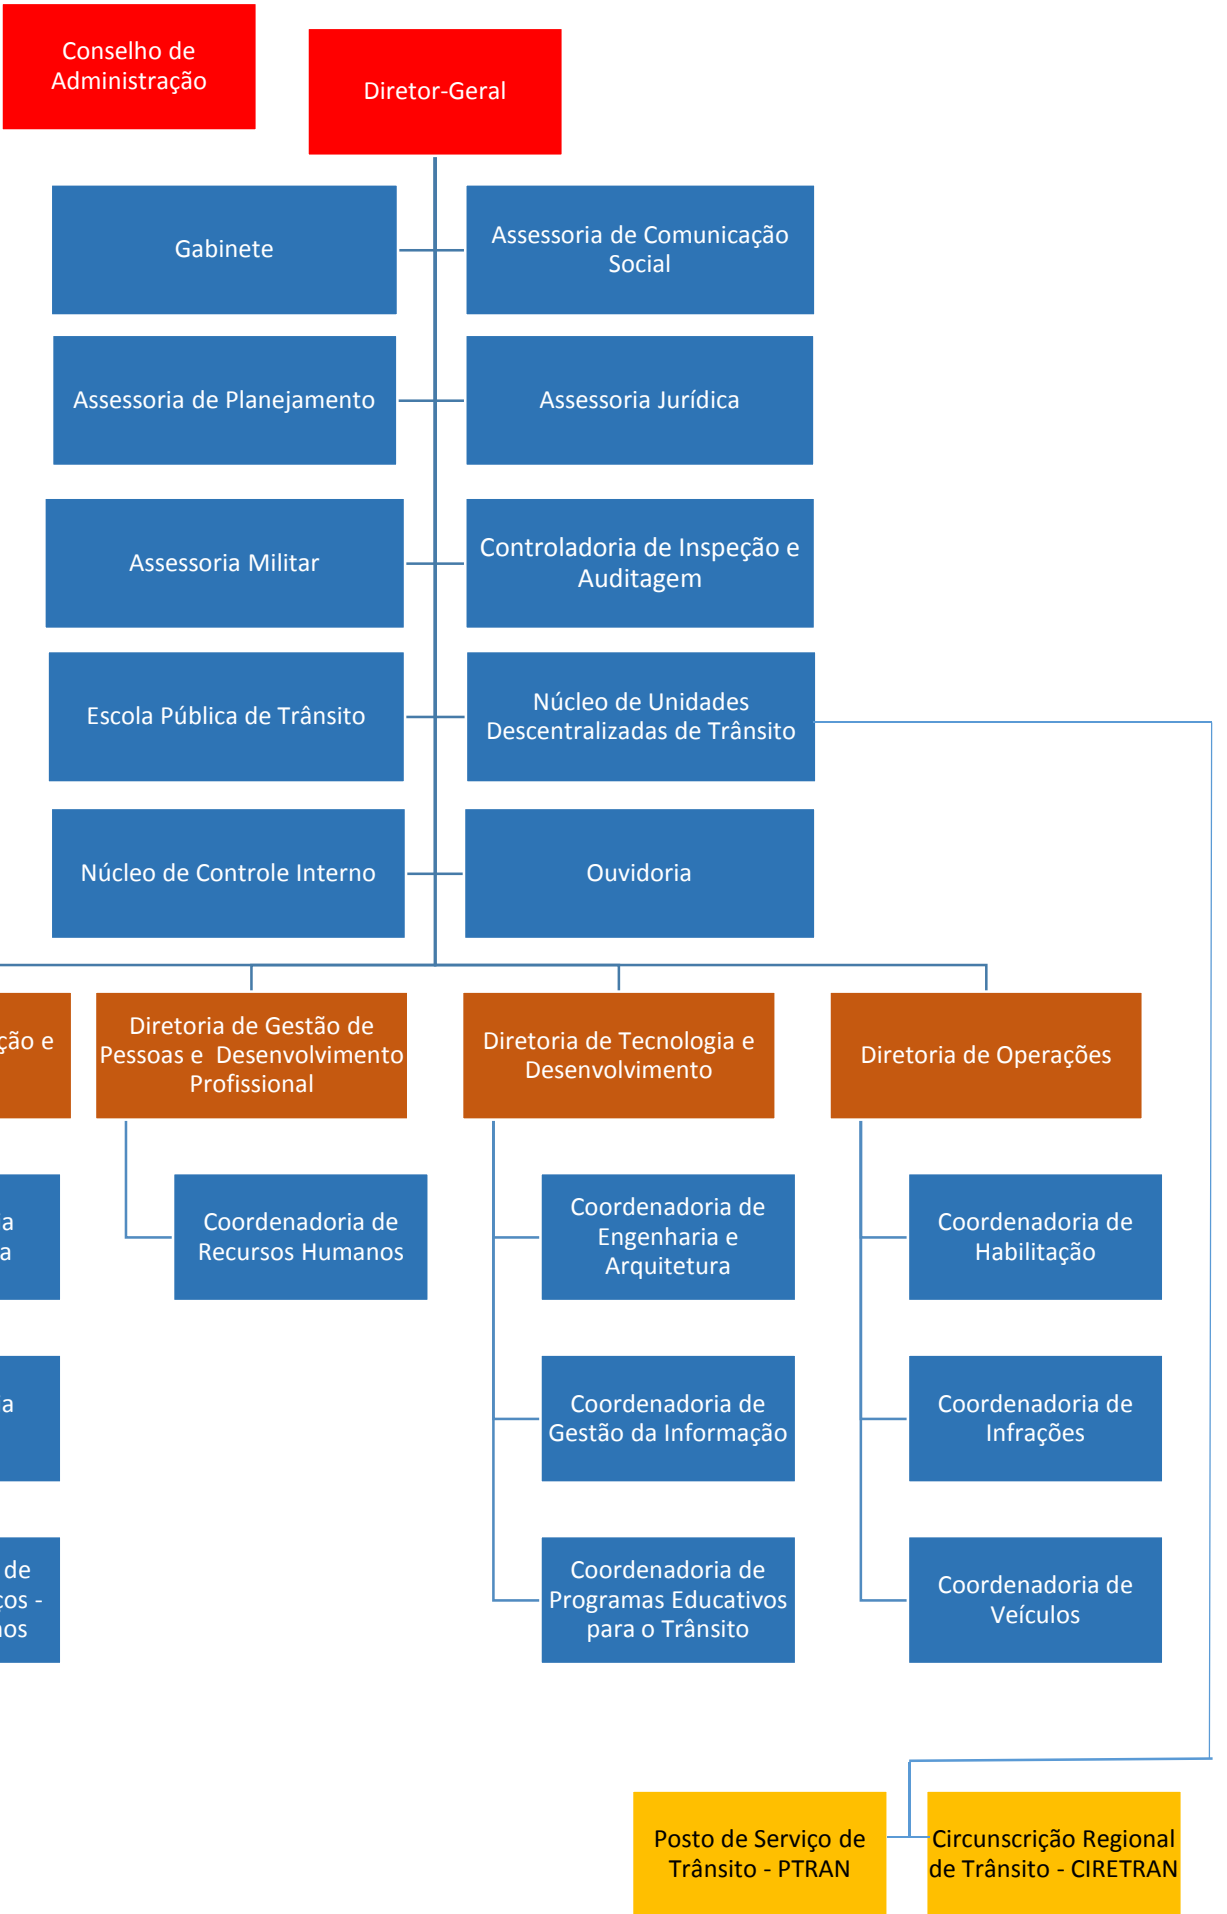 Conselho de
Administração
Diretor-Geral
Gabinete
Assessoria de Comunicação
Social
Assessoria de Planejamento
Assessoria Jurídica
Assessoria Militar
Controladoria de Inspeção e
Auditagem
Escola Pública de Trânsito
Núcleo de Unidades
Descentralizadas de Trânsito
Núcleo de Controle Interno
Ouvidoria
ção e
Diretoria de Gestão de
Pessoas e Desenvolvimento
Profissional
Diretoria de Tecnologia e
Desenvolvimento
Diretoria de Operações
a
a
Coordenadoria de
Recursos Humanos
Coordenadoria de
Engenharia e
Arquitetura
Coordenadoria de
Habilitação
a
Coordenadoria de
Gestão da Informação
Coordenadoria de
Infrações
de
ços -
os
Coordenadoria de
Programas Educativos
para o Trânsito
Coordenadoria de
Veículos
Posto de Serviço de
Trânsito - PTRAN
Circunscrição Regional
de Trânsito - CIRETRAN